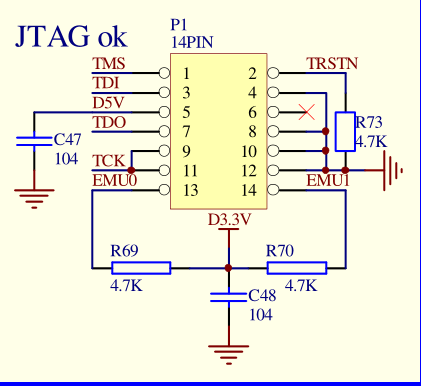 JTAG ok
P1
14PIN
TMS 1 2 TRSTN
TDI 3 4
D5V 5 6
TDO 7 8
9 10
TCK 11 12
EMU0 13 14 EMU1
C47
104
R73
4.7K
D3.3V
R69 R70
4.7K 4.7K
C48
104